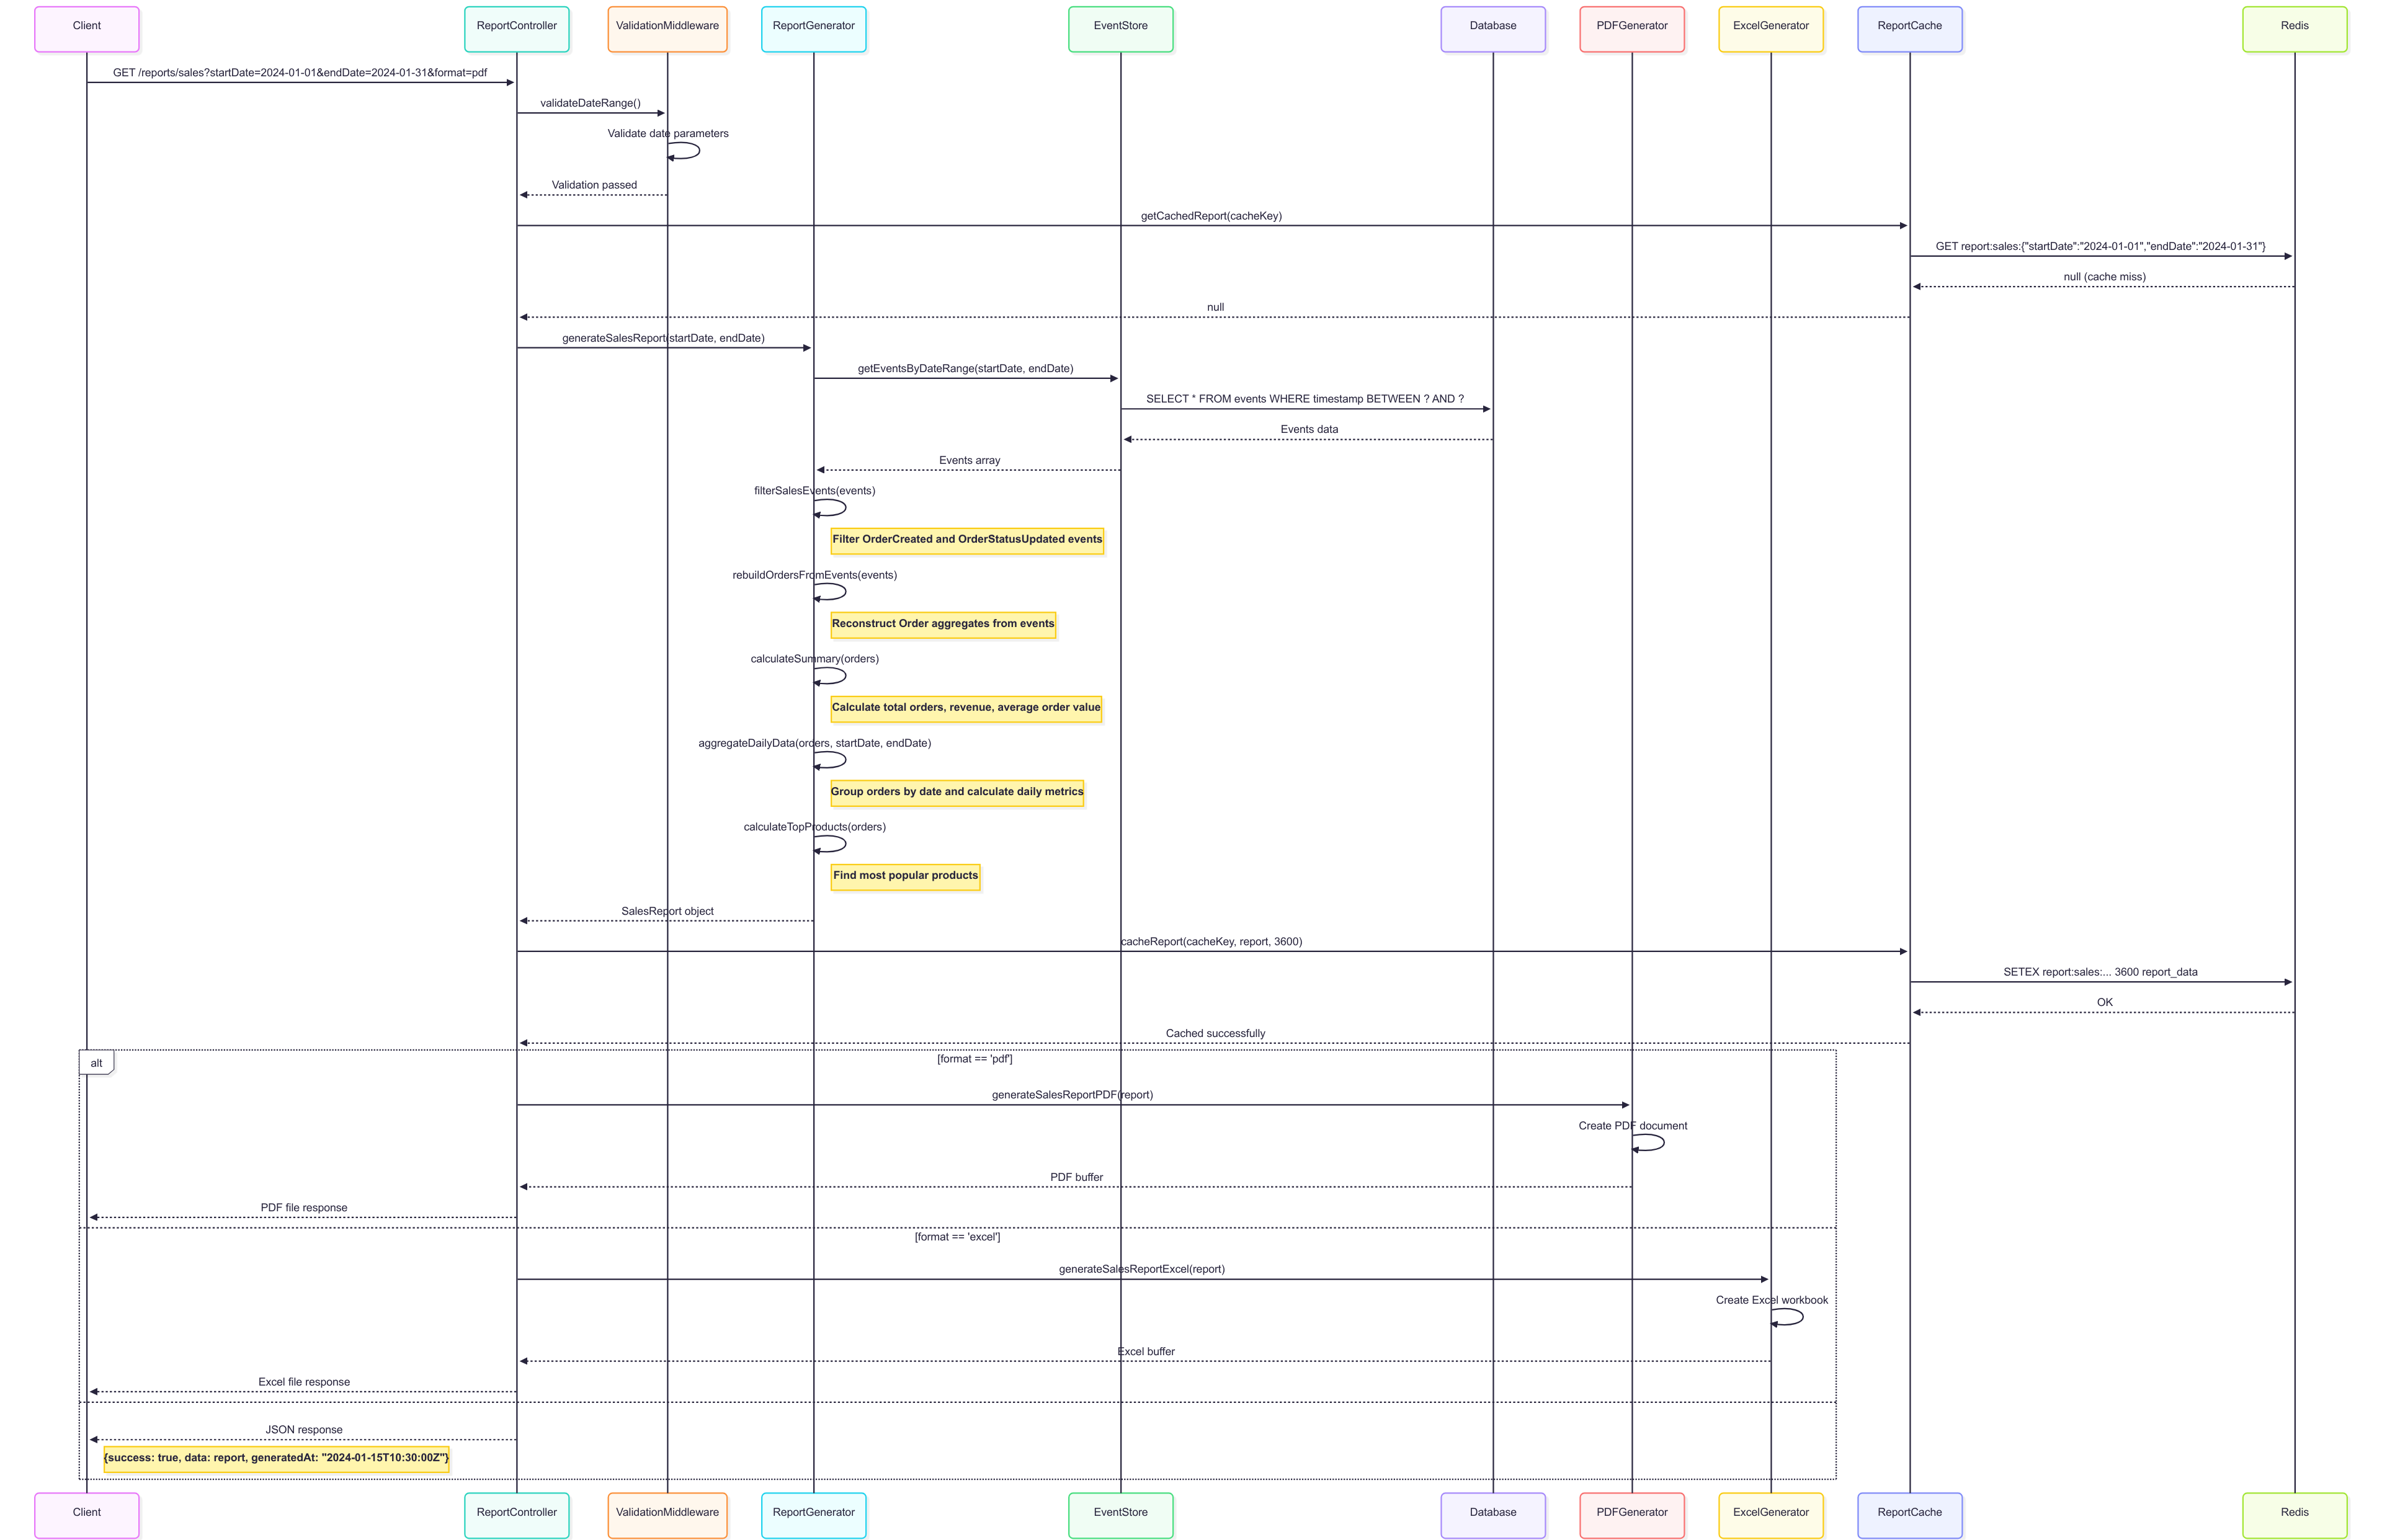 Client
ReportController
ValidationMiddleware
ReportGenerator
EventStore
Database
PDFGenerator
ExcelGenerator
ReportCache
Redis
GET /reports/sales?startDate=2024-01-01&endDate=2024-01-31&format=pdf
validateDateRange()
Validate date parameters
Validation passed
getCachedReport(cacheKey)
GET report:sales:{"startDate":"2024-01-01","endDate":"2024-01-31"}
null (cache miss)
null
generateSalesReport(startDate, endDate)
getEventsByDateRange(startDate, endDate)
SELECT * FROM events WHERE timestamp BETWEEN ? AND ?
Events data
Events array
filterSalesEvents(events)
Filter OrderCreated and OrderStatusUpdated events
rebuildOrdersFromEvents(events)
Reconstruct Order aggregates from events
calculateSummary(orders)
Calculate total orders, revenue, average order value
aggregateDailyData(orders, startDate, endDate)
Group orders by date and calculate daily metrics
calculateTopProducts(orders)
Find most popular products
SalesReport object
cacheReport(cacheKey, report, 3600)
SETEX report:sales:... 3600 report_data
OK
Cached successfully
alt
[format == 'pdf']
generateSalesReportPDF(report)
Create PDF document
PDF buffer
PDF file response
[format == 'excel']
generateSalesReportExcel(report)
Create Excel workbook
Excel buffer
Excel file response
JSON response
{success: true, data: report, generatedAt: "2024-01-15T10:30:00Z"}
Client
ReportController
ValidationMiddleware
ReportGenerator
EventStore
Database
PDFGenerator
ExcelGenerator
ReportCache
Redis